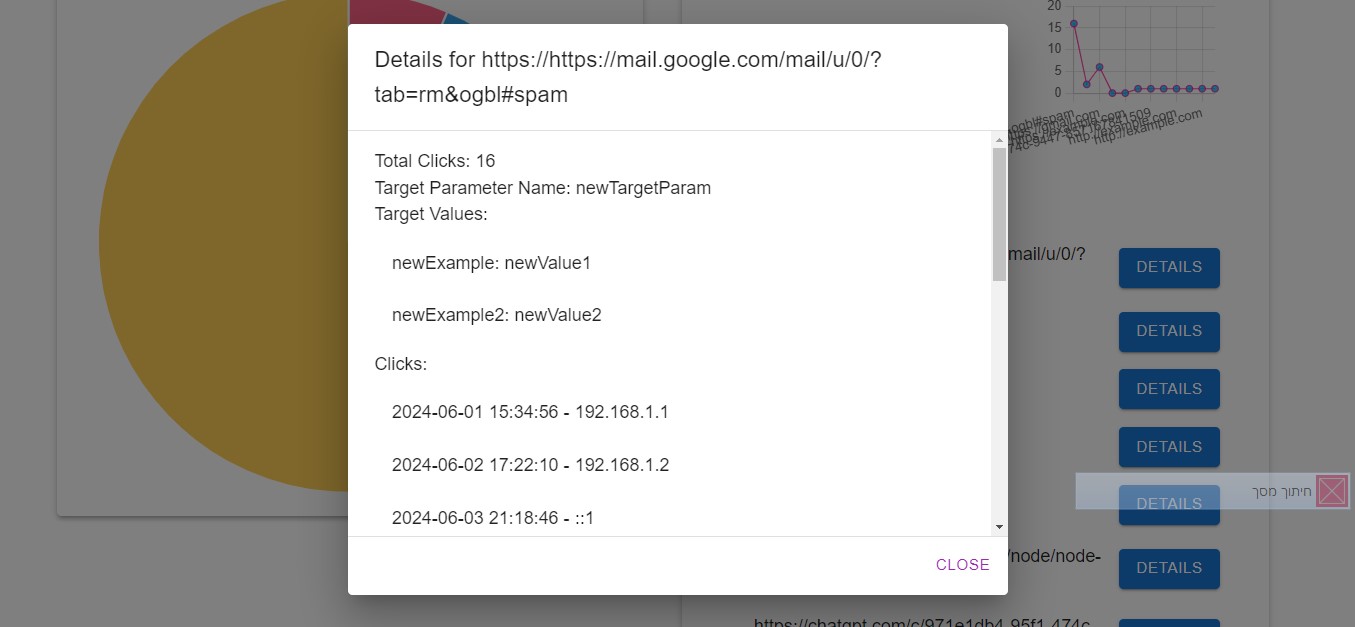 Details for https://https://mail.google.com/mail/u/0/?
tab=rm&ogbl#spam
Total Clicks: 16
Target Parameter Name: newTargetParam
Target Values:
newExample: newValue1
newExample2: newValue2
Clicks:
2024-06-01 15:34:56 - 192.168.1.1
2024-06-02 17:22:10 - 192.168.1.2
2024-06-03 21:18:46 - ::1
CLOSE
20
15
10
5
0
http://example.com
mail/u/0/?
DETAILS
DETAILS
DETAILS
DETAILS
DETAILS
חיתוך מסך
/node/node-
DETAILS
https://chatgpt.com/c/971e1db4-95f1-474c-